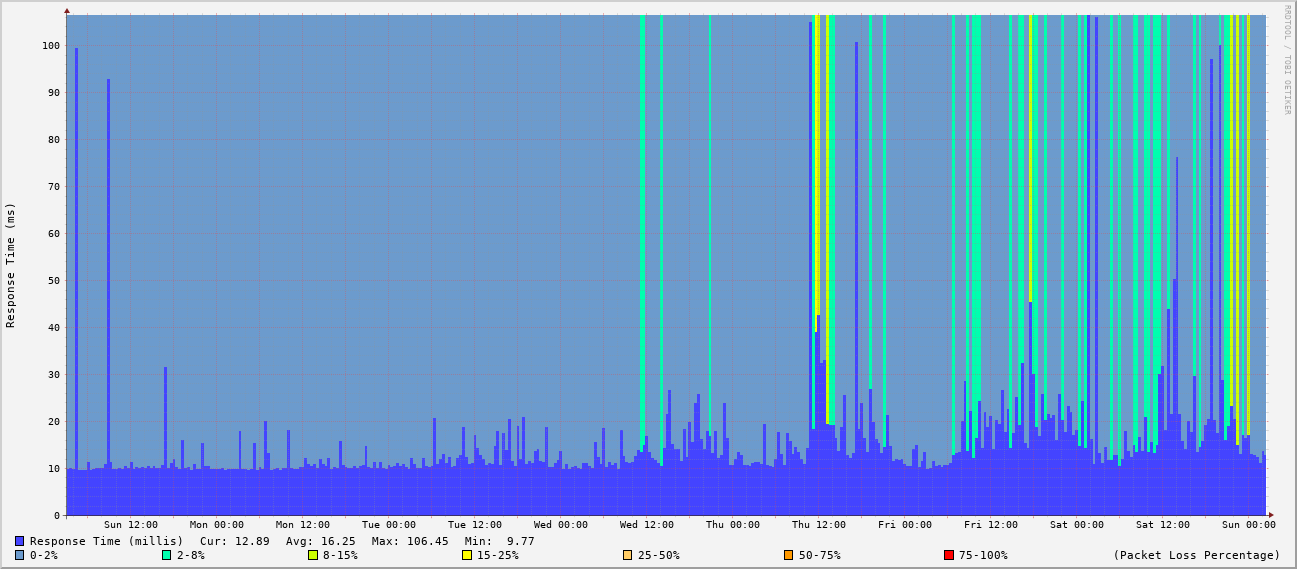 RRDTOOL / TOBI OETIKER
Response Time (ms)
100
90
80
70
60
50
40
30
20
10
0
Sun 12:00 Mon 00:00 Mon 12:00 Tue 00:00 Tue 12:00 Wed 00:00 Wed 12:00 Thu 00:00 Thu 12:00 Fri 00:00 Fri 12:00 Sat 00:00 Sat 12:00 Sun 00:00
Response Time (millis) Cur: 12.89 Avg: 16.25 Max: 106.45 Min: 9.77
0-2% 2-8% 8-15% 15-25% 25-50% 50-75% 75-100% (Packet Loss Percentage)